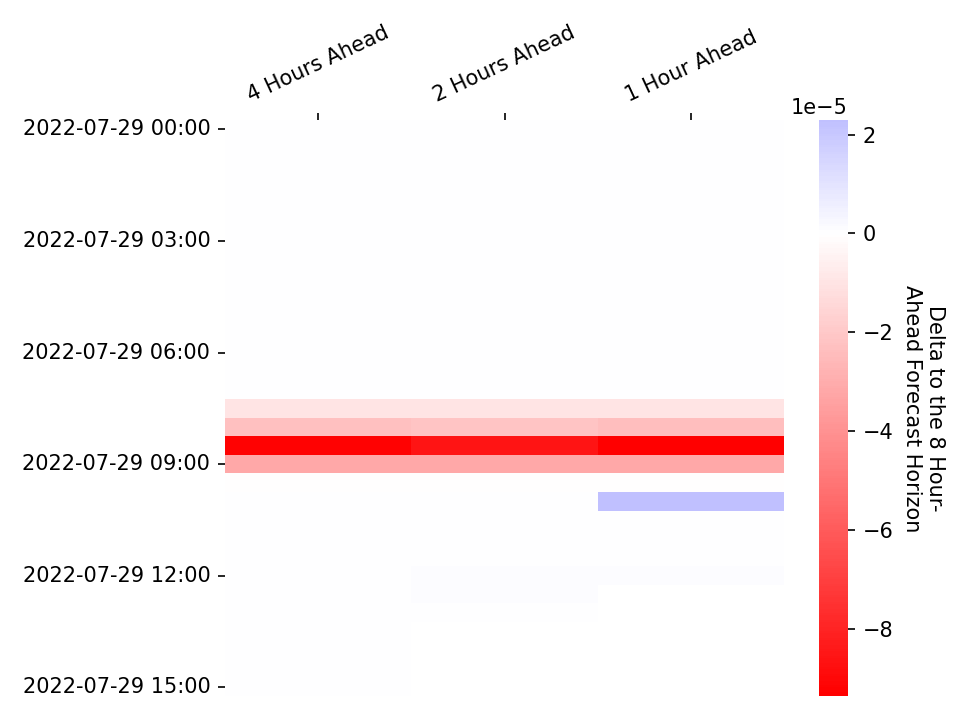 4 Hours Ahead
2 Hours Ahead
1 Hour Ahead
1e−5
2022-07-29 00:00
2022-07-29 03:00
2022-07-29 06:00
2022-07-29 09:00
2022-07-29 12:00
2022-07-29 15:00
2
0
−2
−4
−6
−8
Delta to the 8 Hour-
Ahead Forecast Horizon